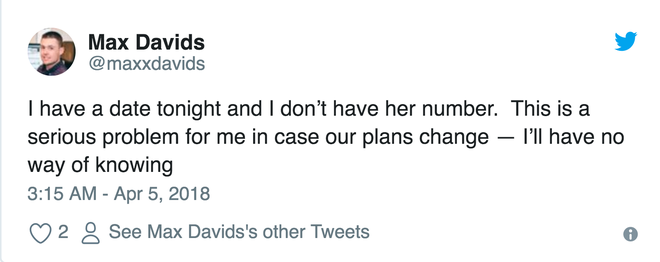 Max Davids
@maxxdavids
I have a date tonight and I don’t have her number.  This is a
serious problem for me in case our plans change — I’ll have no
way of knowing
3:15 AM - Apr 5, 2018
2 See Max Davids's other Tweets